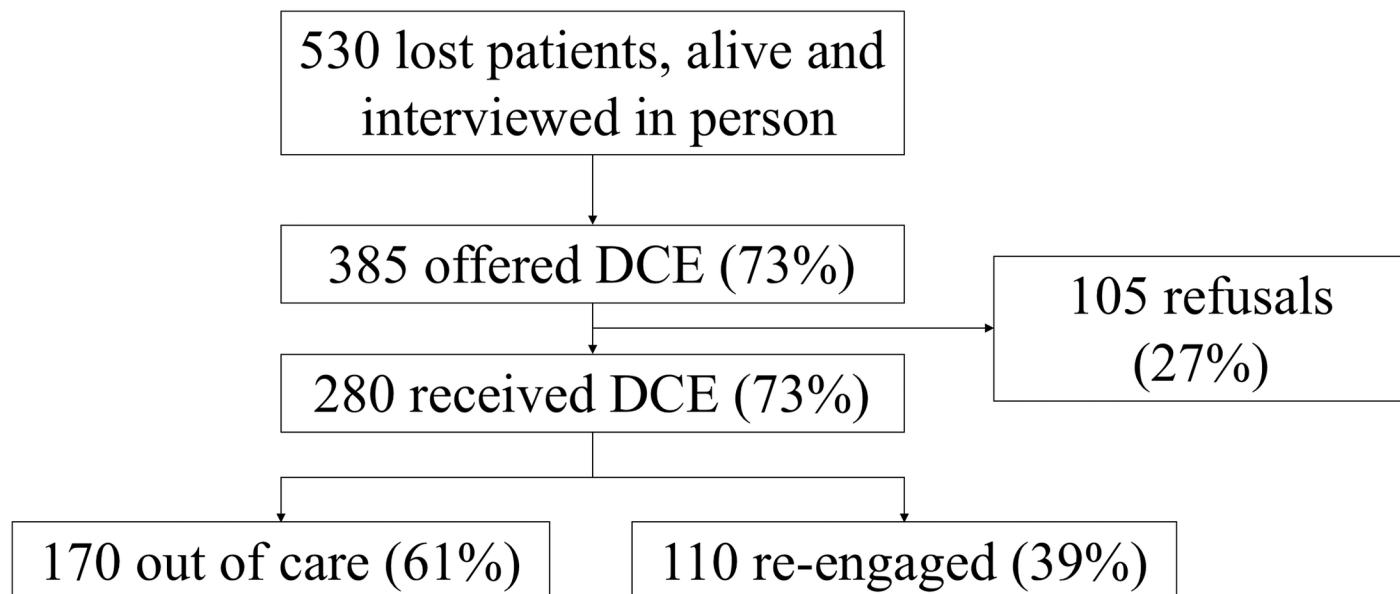 530 lost patients, alive and
interviewed in person
385 offered DCE (73%)
105 refusals
(27%)
280 received DCE (73%)
170 out of care (61%)
110 re-engaged (39%)